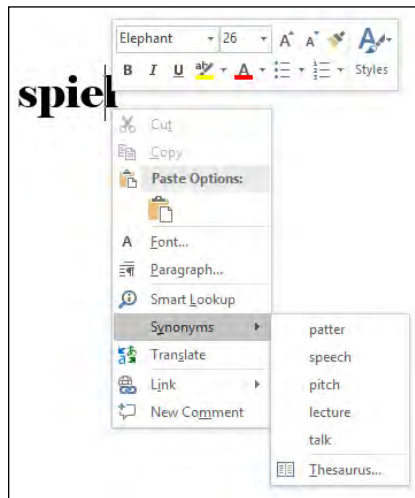 Elephant 26 A A A
B I U aby A Styles
spiel
Cut
Copy
Paste Options:
A Font...
Paragraph...
Smart Lookup
Synonyms
patter
Translate
speech
Link
pitch
New Comment
lecture
talk
Thesaurus...